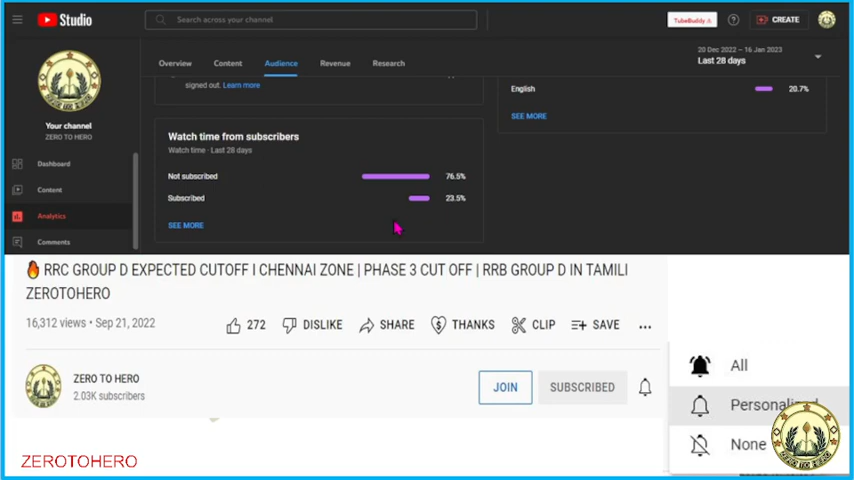 Studio
Search across your channel
TubeBuddy
CREATE
Overview
Content
Audience
Revenue
Research
20 Dec 2022 – 16 Jan 2023
Last 28 days
signed out. Learn more
English
20.7%
SEE MORE
Your channel
ZERO TO HERO
Dashboard
Content
Analytics
Comments
Watch time from subscribers
Watch time · Last 28 days
Not subscribed
76.5%
Subscribed
23.5%
SEE MORE
🔥 RRC GROUP D EXPECTED CUTOFF I CHENNAI ZONE | PHASE 3 CUT OFF | RRB GROUP D IN TAMILI
ZEROTOHERO
16,312 views • Sep 21, 2022
272
DISLIKE
SHARE
THANKS
CLIP
SAVE
ZERO TO HERO
2.03K subscribers
JOIN
SUBSCRIBED
All
Personalized
None
ZEROTOHERO